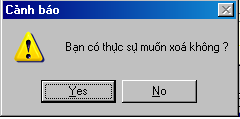 Cảnh báo
Bạn có thực sự muốn xoá không ?
Yes
No